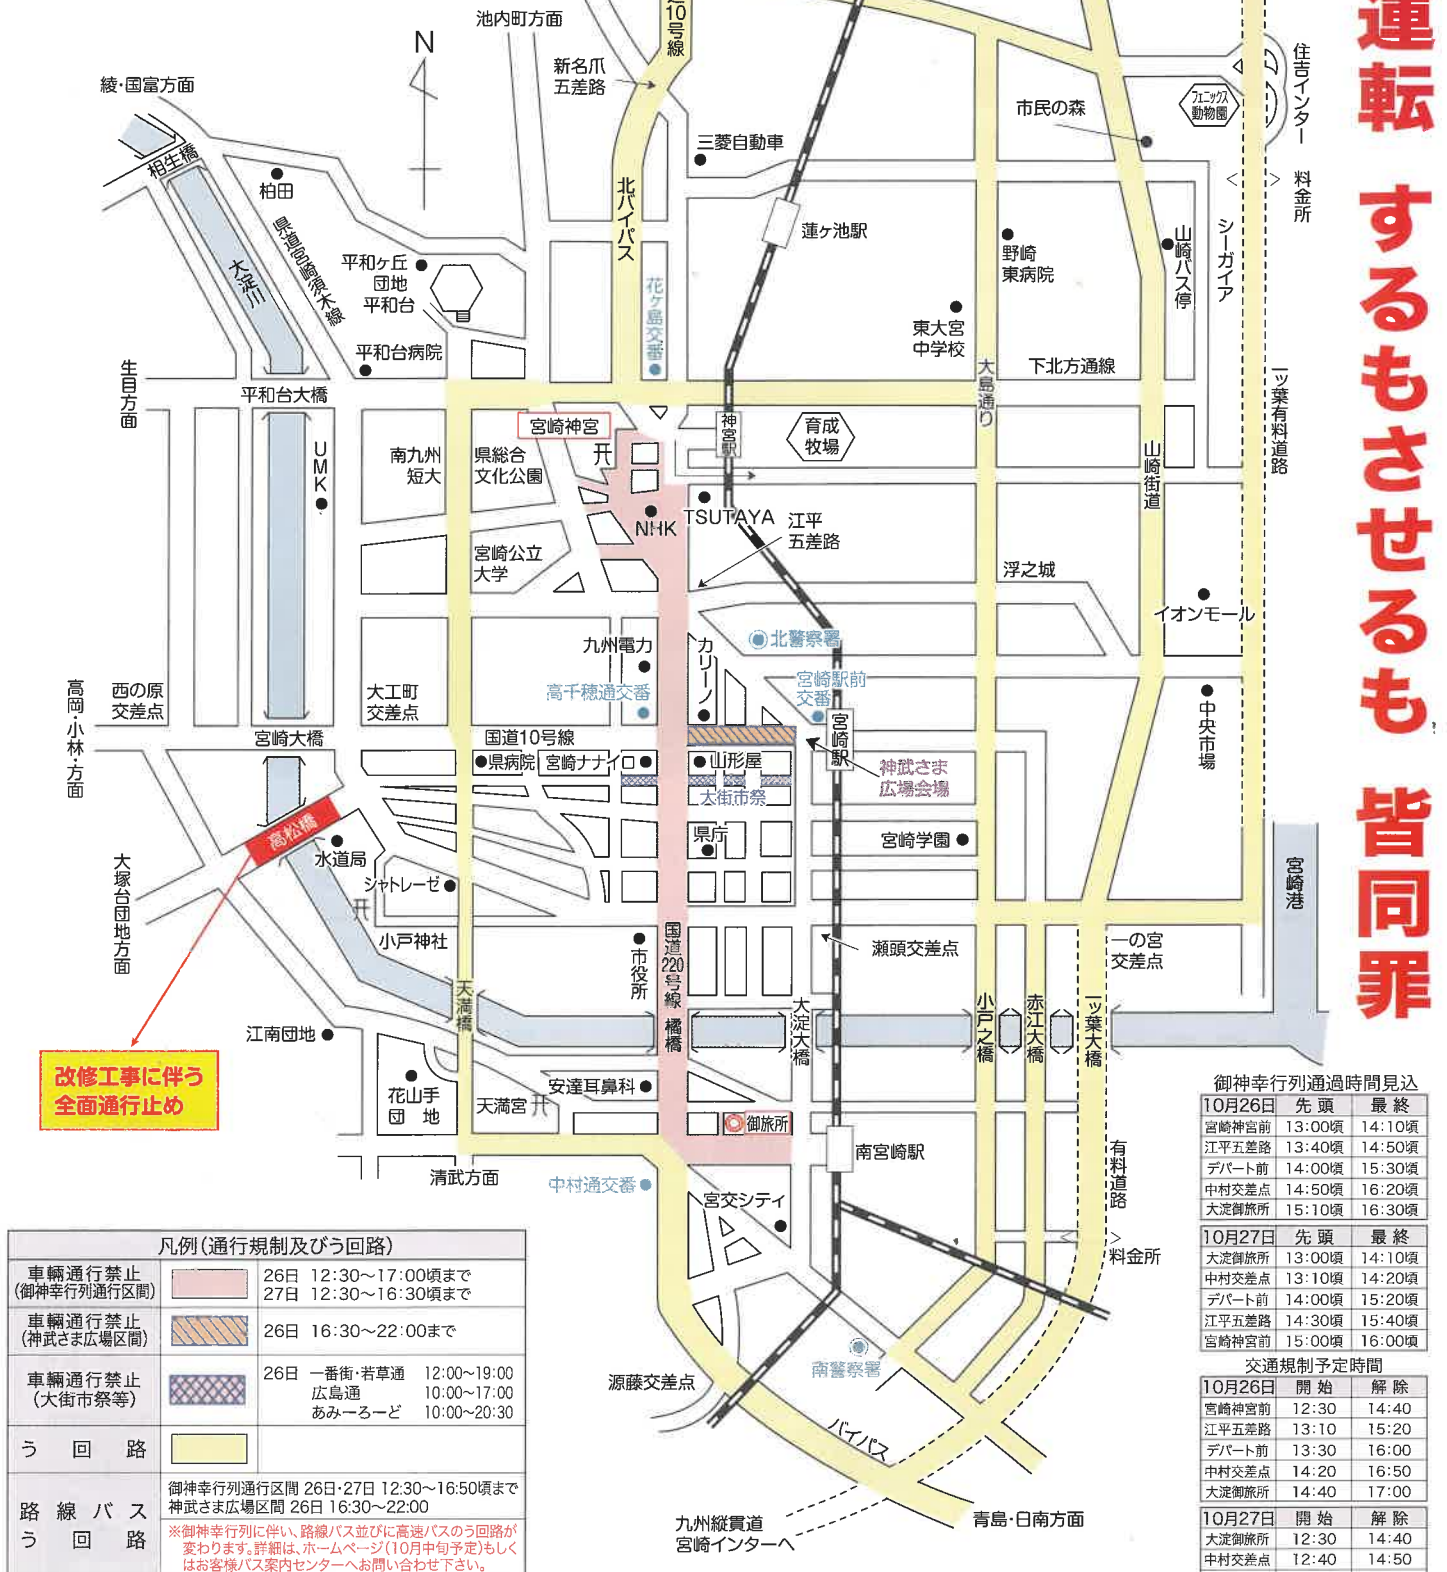 運転 するもさせるも 皆同罪
池内町方面
道10号線
N
新名爪
五差路
綾・国富方面
住吉インター
フェニックス
動物園
市民の森
三菱自動車
相生橋
柏田
北バイパス
料金所
蓮ヶ池駅
県道宮崎須木線
大淀川
平和ヶ丘
団地
平和台
野崎
東病院
山崎バス停
シーガイア
花ヶ島交番
東大宮
中学校
平和台病院
下北方通線
生目方面
平和台大橋
大島通り
一ッ葉有料道路
宮崎神宮
神宮駅
育成
牧場
UMK
南九州
短大
県総合
文化公園
山崎街道
NHK
TSUTAYA
江平
五差路
宮崎公立
大学
浮之城
イオンモール
九州電力
カリーノ
北警察署
高千穂通交番
宮崎駅前
交番
高岡・小林・方面
西の原
交差点
大工町
交差点
中央市場
宮崎大橋
国道10号線
宮崎駅
県病院
宮崎ナナイロ
山形屋
神武さま
広場会場
大街市祭
高松橋
水道局
県庁
宮崎学園
大塚台団地方面
シャトレーゼ
宮崎港
小戸神社
市役所
国道220号線
瀬頭交差点
一の宮
交差点
天満橋
橘橋
大淀大橋
小戸之橋
赤江大橋
一ッ葉大橋
江南団地
改修工事に伴う
全面通行止め
花山手
団地
天満宮
安達耳鼻科
御旅所
南宮崎駅
有料道路
清武方面
中村通交番
宮交シティ
料金所
南警察署
源藤交差点
バイパス
九州縦貫道
宮崎インターへ
青島・日南方面
凡例(通行規制及びう回路)
車輛通行禁止
(御神幸行列通行区間)
26日 12:30〜17:00頃まで
27日 12:30〜16:30頃まで
車輛通行禁止
(神武さま広場区間)
26日 16:30〜22:00まで
車輛通行禁止
(大街市祭等)
26日 一番街・若草通 12:00〜19:00
広島通 10:00〜17:00
あみーろーど 10:00〜20:30
う回路
路線バス
う回路
御神幸行列通行区間 26日・27日 12:30〜16:50頃まで
神武さま広場区間 26日 16:30〜22:00
※御神幸行列に伴い、路線バス並びに高速バスのう回路が
変わります。詳細は、ホームページ(10月中旬予定)もしく
はお客様バス案内センターへお問い合わせ下さい。
御神幸行列通過時間見込
10月26日 先頭 最終
宮崎神宮前 13:00頃 14:10頃
江平五差路 13:40頃 14:50頃
デパート前 14:00頃 15:30頃
中村交差点 14:50頃 16:20頃
大淀御旅所 15:10頃 16:30頃
10月27日 先頭 最終
大淀御旅所 13:00頃 14:10頃
中村交差点 13:10頃 14:20頃
デパート前 14:00頃 15:20頃
江平五差路 14:30頃 15:40頃
宮崎神宮前 15:00頃 16:00頃
交通規制予定時間
10月26日 開始 解除
宮崎神宮前 12:30 14:40
江平五差路 13:10 15:20
デパート前 13:30 16:00
中村交差点 14:20 16:50
大淀御旅所 14:40 17:00
10月27日 開始 解除
大淀御旅所 12:30 14:40
中村交差点 12:40 14:50